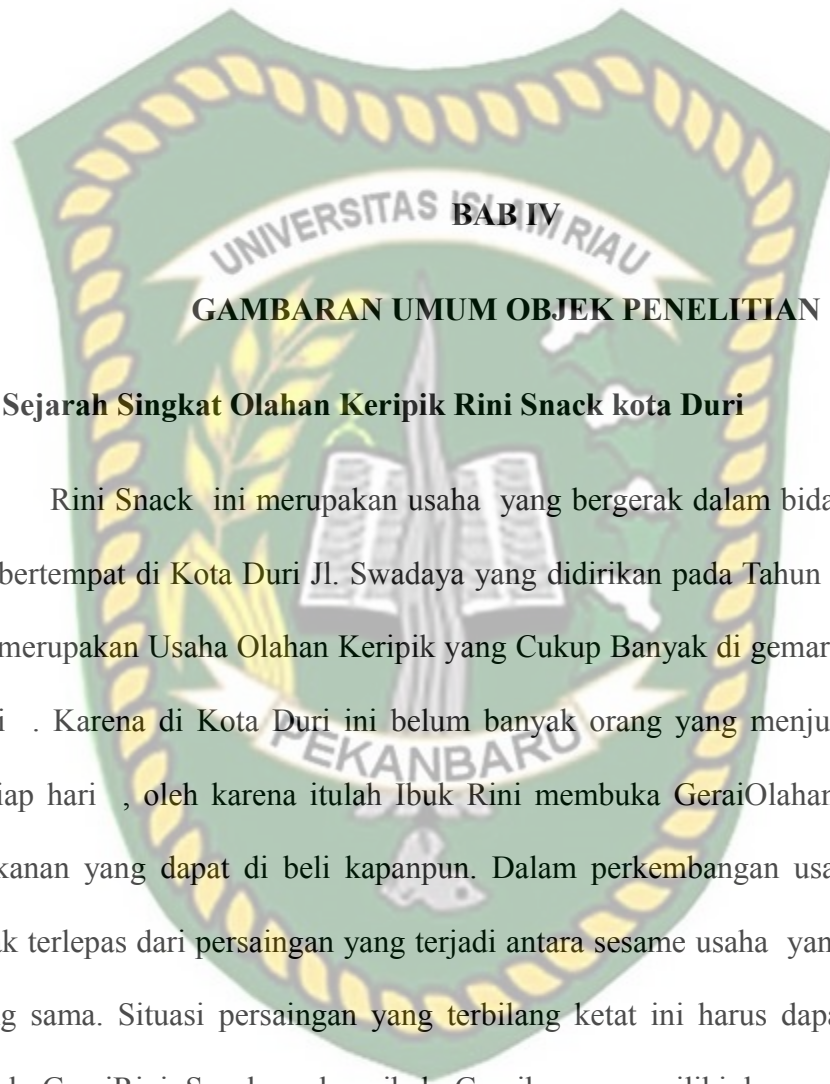 UNIVERSITAS ISLAM RIAU
BAB IV
GAMBARAN UMUM OBJEK PENELITIAN
Sejarah Singkat Olahan Keripik Rini Snack kota Duri
Rini Snack ini merupakan usaha yang bergerak dalam bida
bertempat di Kota Duri Jl. Swadaya yang didirikan pada Tahun
merupakan Usaha Olahan Keripik yang Cukup Banyak di gemar
i . Karena di Kota Duri ini belum banyak orang yang menju
iap hari , oleh karena itulah Ibuk Rini membuka GeraiOlahan
kanan yang dapat di beli kapanpun. Dalam perkembangan usa
ak terlepas dari persaingan yang terjadi antara sesame usaha yan
g sama. Situasi persaingan yang terbilang ketat ini harus dapa
PEKANBARU